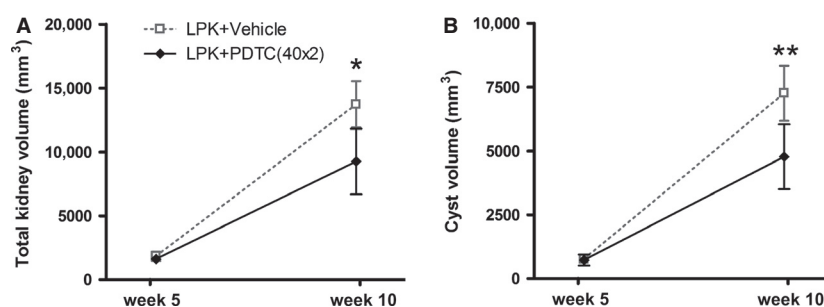 A
Total kidney volume (mm³)
20,000
15,000
10,000
5000
0
LPK+Vehicle
LPK+PDTC(40x2)
*
week 5
week 10
B
Cyst volume (mm³)
10,000
7500
5000
2500
0
**
week 5
week 10